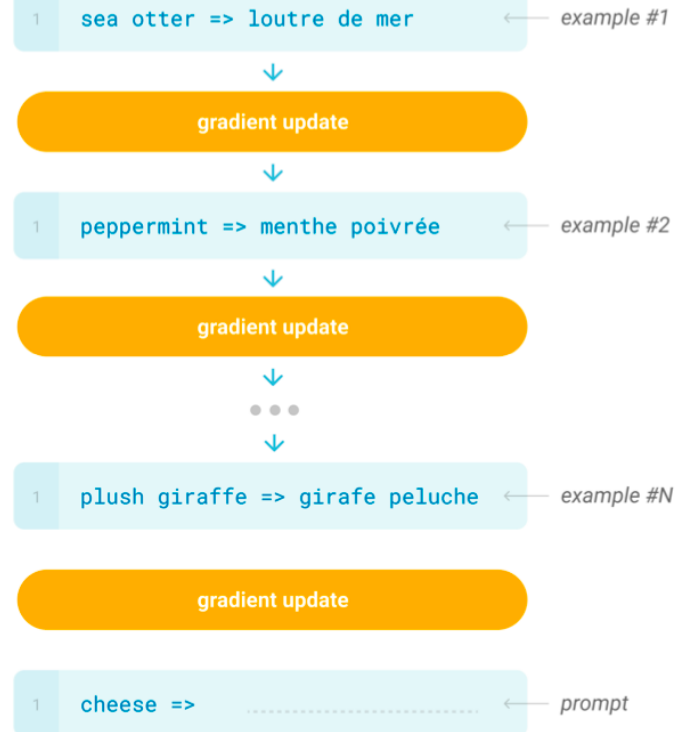 1 sea otter => loutre de mer example #1
gradient update
1 peppermint => menthe poivrée example #2
gradient update
1 plush giraffe => girafe peluche example #N
gradient update
1 cheese => prompt